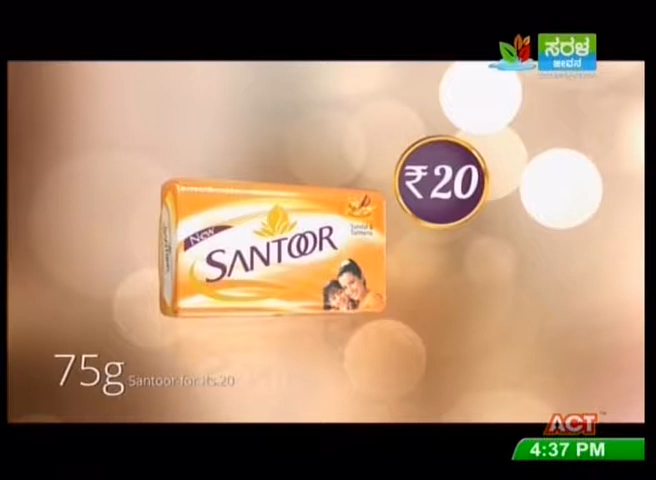 ಸರಳ
ಜೀವನ
₹20
New
SANTOOR
Sandal &
Turmeric
75g Santoor for Rs.20
ACT
4:37 PM